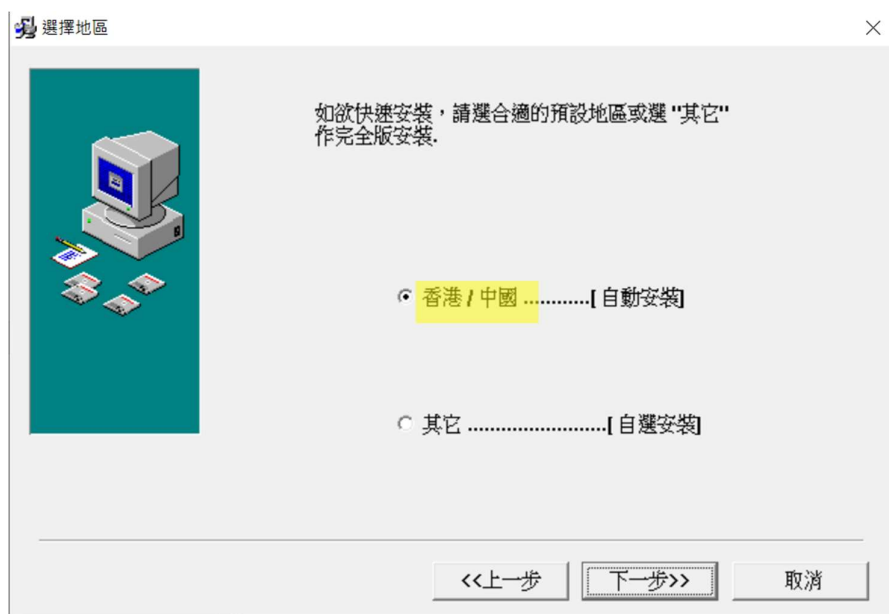 選擇地區
如欲快速安裝，請選合適的預設地區或選 "其它"
作完全版安裝.
香港 / 中國 ............[ 自動安裝]
其它 .........................[ 自選安裝]
<<上一步 下一步>> 取消